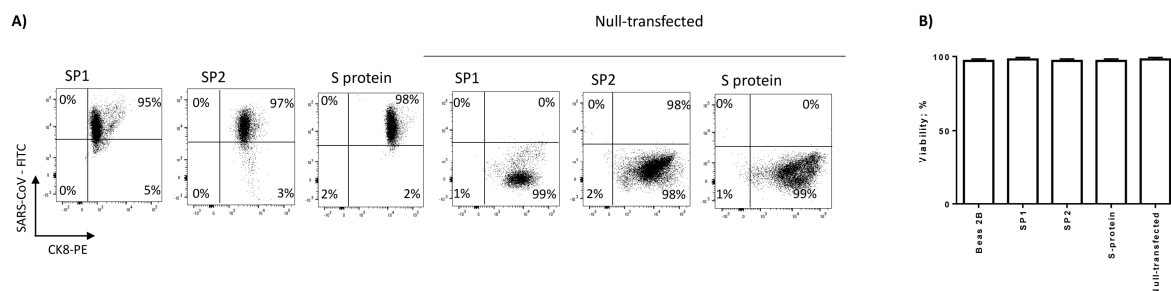 A)
B)
Null-transfected
SP1
SP2
S protein
SP1
SP2
S protein
0% 95%
0% 5%
0% 97%
0% 3%
0% 98%
2% 2%
0% 0%
1% 99%
0% 98%
2% 98%
0% 0%
1% 99%
SARS-CoV - FITC
CK8-PE
Viability; %
100
50
0
Beas 2B
SP1
SP2
S-protein
Null-transfected